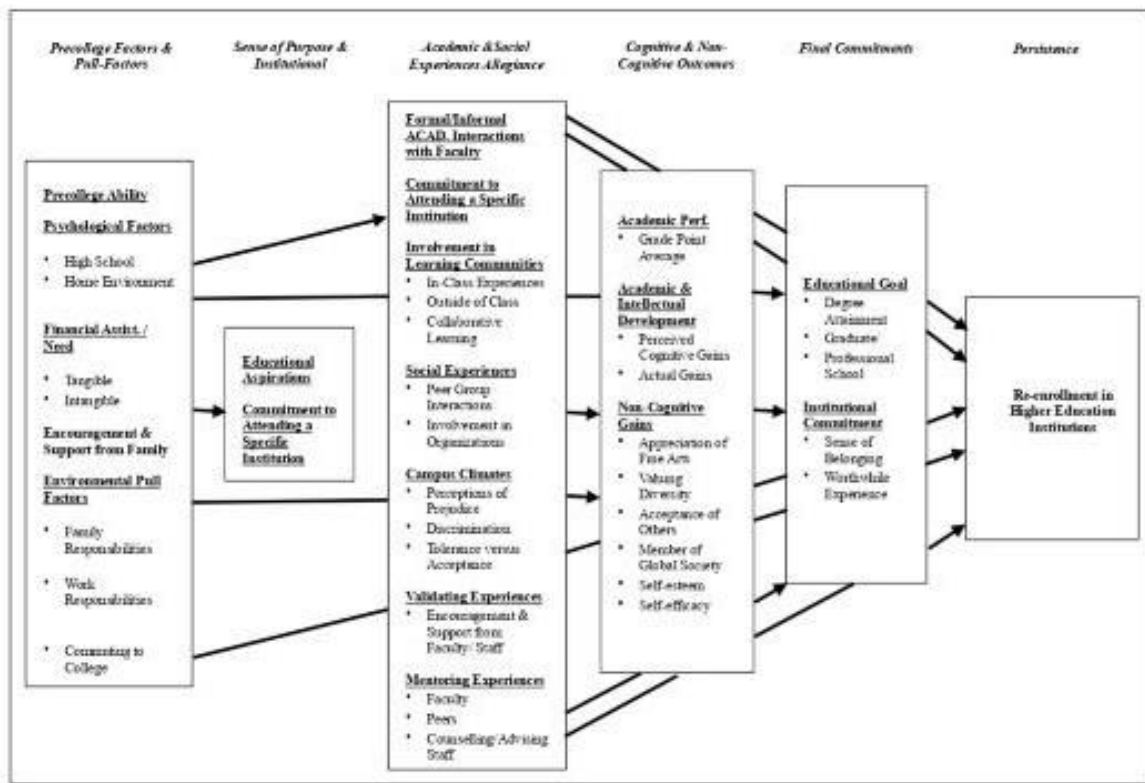 Precollege Factors &
Pull-Factors
Sense of Purpose &
Institutional
Academic &Social
Experiences Allegiance
Cognitive & Non-
Cognitive Outcomes
Final Commitments
Persistence
Precollege Ability
Psychological Factors
• High School
• Home Environment
Financial Assist. /
Need
• Tangible
• Intangible
Encouragement &
Support from Family
Environmental Pull
Factors
• Family
Responsibilities
• Work
Responsibilities
• Commuting to
College
Educational
Aspirations
Commitment to
Attending a
Specific
Institution
Formal/Informal
ACAD. Interactions
with Faculty
Commitment to
Attending a Specific
Institution
Involvement in
Learning Communities
• In-Class Experiences
• Outside of Class
• Collaborative
Learning
Social Experiences
• Peer Group
Interactions
• Involvement in
Organizations
Campus Climates
• Perceptions of
Prejudice
• Discrimination
• Tolerance versus
Acceptance
Validating Experiences
• Encouragement &
Support from
Faculty/ Staff
Mentoring Experiences
• Faculty
• Peers
• Counselling/Advising
Staff
Academic Perf.
• Grade Point
Average
Academic &
Intellectual
Development
• Perceived
Cognitive Gains
• Actual Gains
Non-Cognitive
Gains
• Appreciation of
Fine Arts
• Valuing
Diversity
• Acceptance of
Others
• Member of
Global Society
• Self-esteem
• Self-efficacy
Educational Goal
• Degree
Attainment
• Graduate/
• Professional
School
Institutional
Commitment
• Sense of
Belonging
• Worthwhile
Experience
Re-enrollment in
Higher Education
Institutions